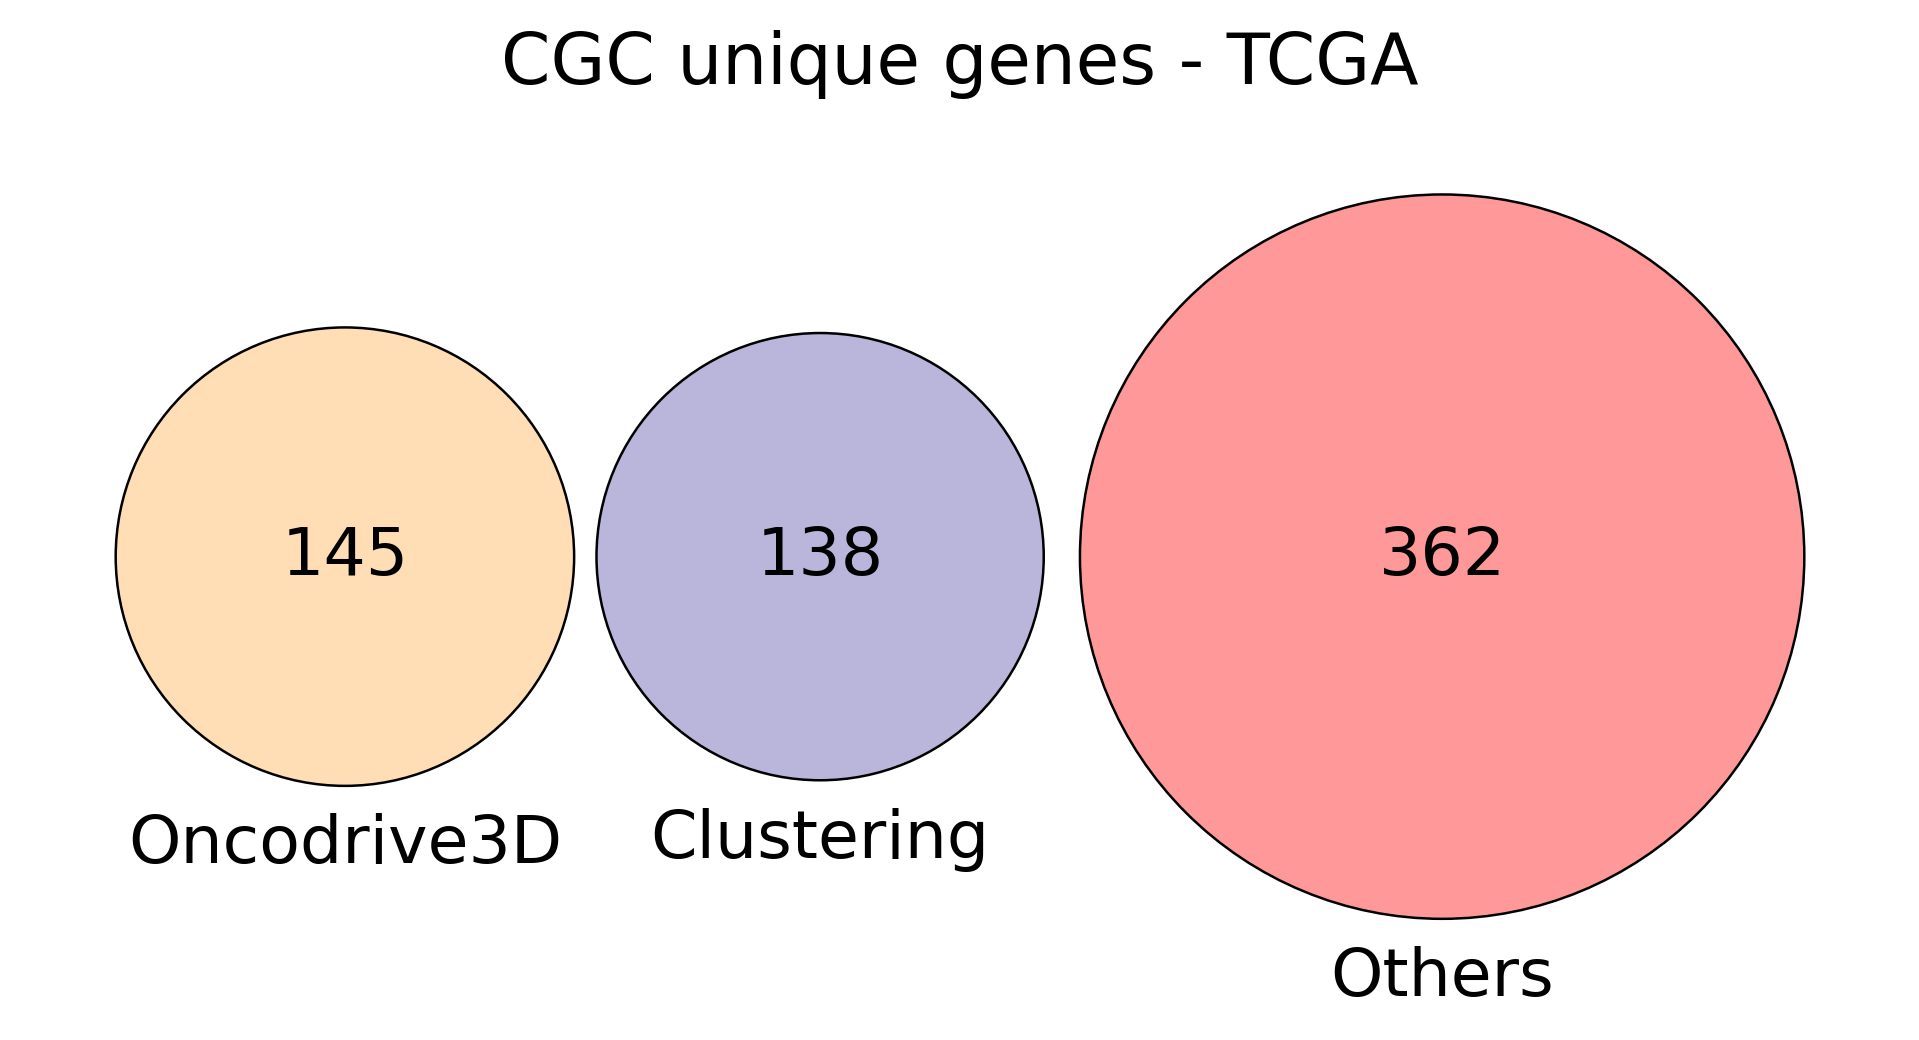 CGC unique genes - TCGA
145
138
362
Oncodrive3D
Clustering
Others